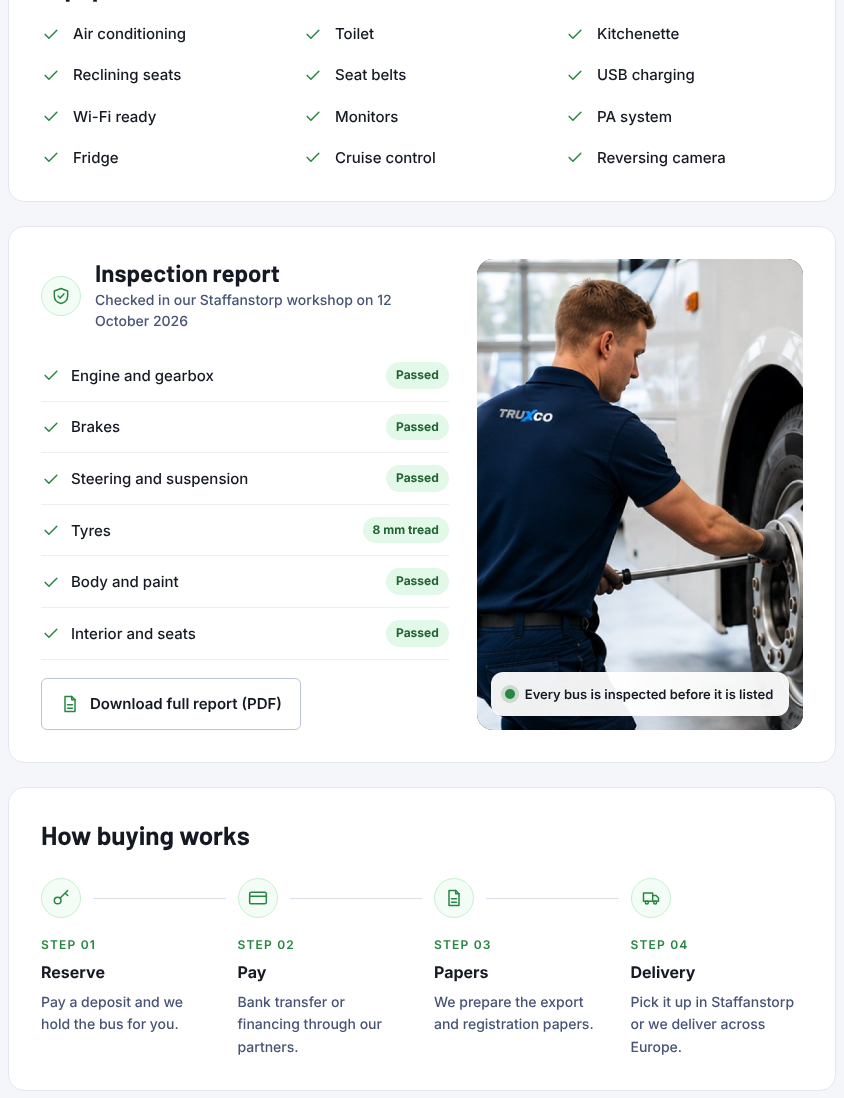 Air conditioning
Toilet
Kitchenette
Reclining seats
Seat belts
USB charging
Wi-Fi ready
Monitors
PA system
Fridge
Cruise control
Reversing camera
Inspection report
Checked in our Staffanstorp workshop on 12
October 2026
Engine and gearbox
Passed
Brakes
Passed
Steering and suspension
Passed
Tyres
8 mm tread
Body and paint
Passed
Interior and seats
Passed
Download full report (PDF)
TRUXCO
Every bus is inspected before it is listed
How buying works
STEP 01
Reserve
Pay a deposit and we
hold the bus for you.
STEP 02
Pay
Bank transfer or
financing through our
partners.
STEP 03
Papers
We prepare the export
and registration papers.
STEP 04
Delivery
Pick it up in Staffanstorp
or we deliver across
Europe.